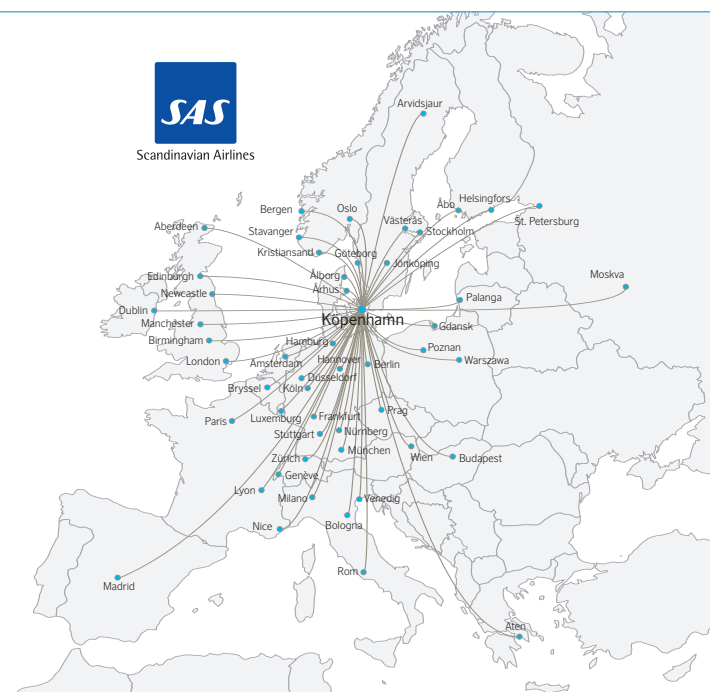 SAS
Scandinavian Airlines
Arvidsjaur
Bergen
Oslo
Åbo
Helsingfors
Aberdeen
Stavanger
Västerås
Stockholm
St. Petersburg
Kristiansand
Göteborg
Jönköping
Edinburgh
Ålborg
Moskva
Newcastle
Århus
Palanga
Dublin
Manchester
Köpenhamn
Gdansk
Birmingham
Hamburg
Poznan
London
Amsterdam
Hannover
Berlin
Warszawa
Düsseldorf
Bryssel
Köln
Paris
Luxemburg
Frankfurt
Prag
Stuttgart
Nürnberg
München
Zürich
Wien
Budapest
Genève
Lyon
Milano
Venedig
Nice
Bologna
Rom
Madrid
Aten